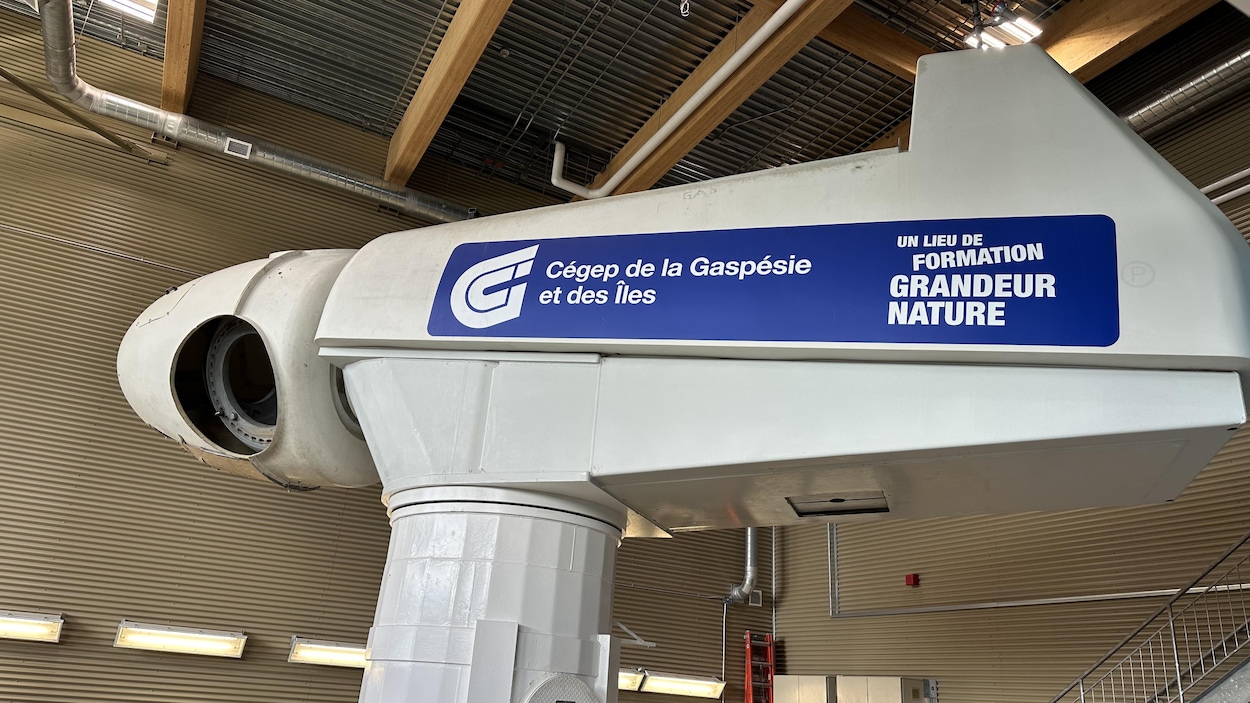 Cégep de la Gaspésie
et des Îles
UN LIEU DE
FORMATION
GRANDEUR
NATURE